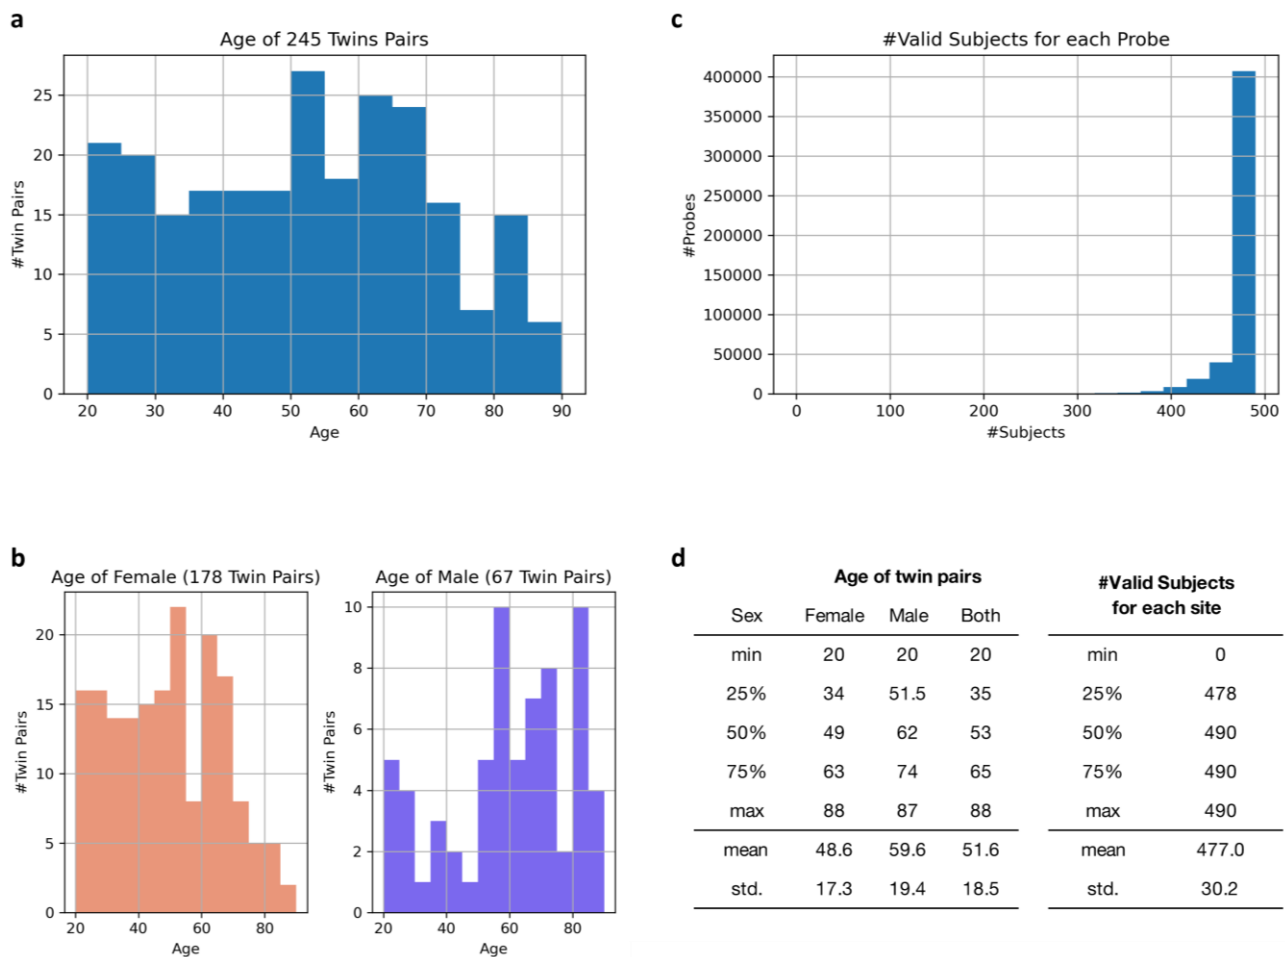 a
Age of 245 Twins Pairs
25
20
15
10
5
0
#Twin Pairs
20 30 40 50 60 70 80 90
Age
c
#Valid Subjects for each Probe
400000
350000
300000
250000
200000
150000
100000
50000
0
#Probes
0 100 200 300 400 500
#Subjects
b
Age of Female (178 Twin Pairs)
20
15
10
5
0
#Twin Pairs
20 40 60 80
Age
Age of Male (67 Twin Pairs)
10
8
6
4
2
0
#Twin Pairs
20 40 60 80
Age
d
Age of twin pairs
Sex Female Male Both
min 20 20 20
25% 34 51.5 35
50% 49 62 53
75% 63 74 65
max 88 87 88
mean 48.6 59.6 51.6
std. 17.3 19.4 18.5
#Valid Subjects
for each site
min 0
25% 478
50% 490
75% 490
max 490
mean 477.0
std. 30.2